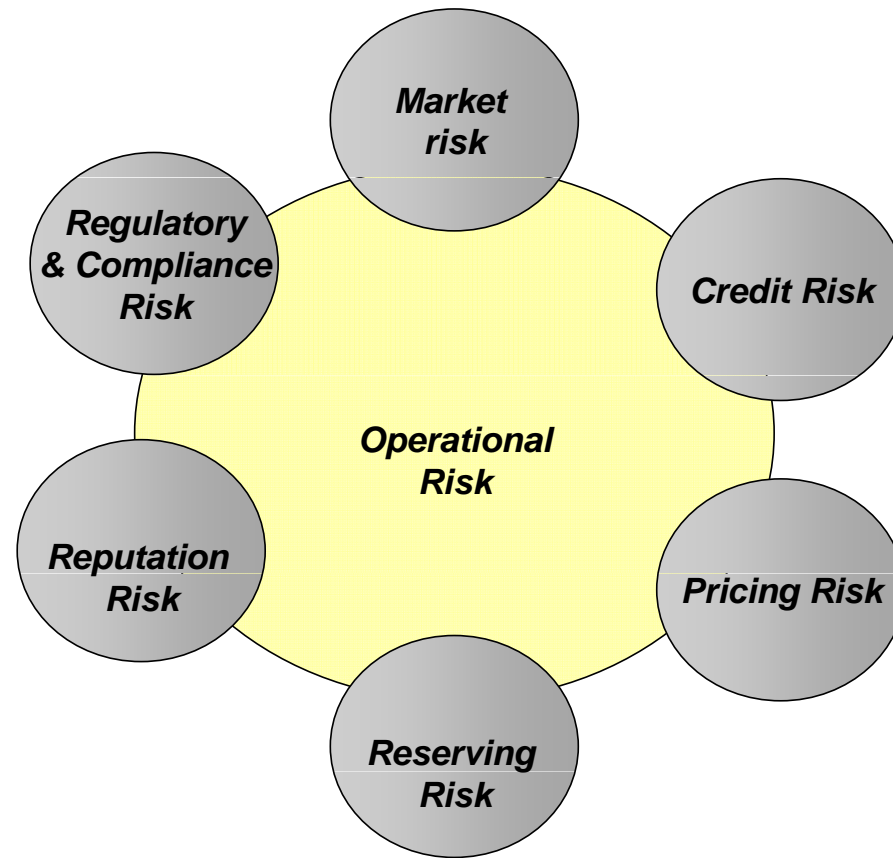 Market
risk
Regulatory
& Compliance
Risk
Credit Risk
Operational
Risk
Reputation
Risk
Pricing Risk
Reserving
Risk